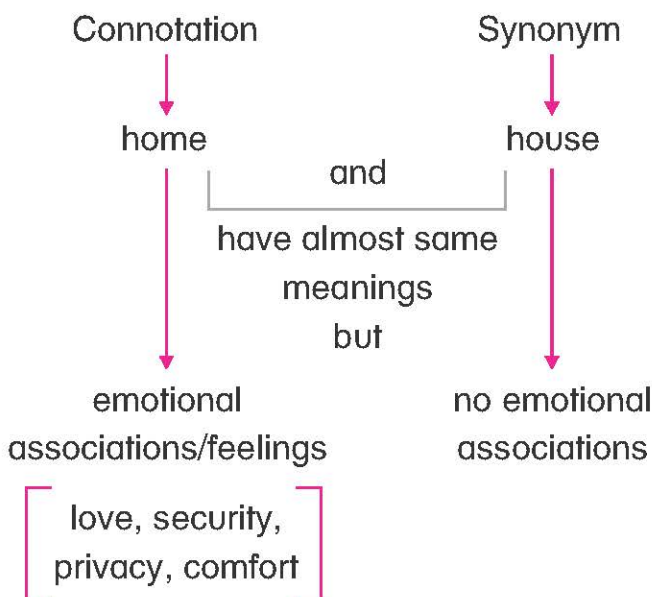 Connotation Synonym
home house
and
have almost same
meanings
but
emotional
associations/feelings
no emotional
associations
love, security,
privacy, comfort